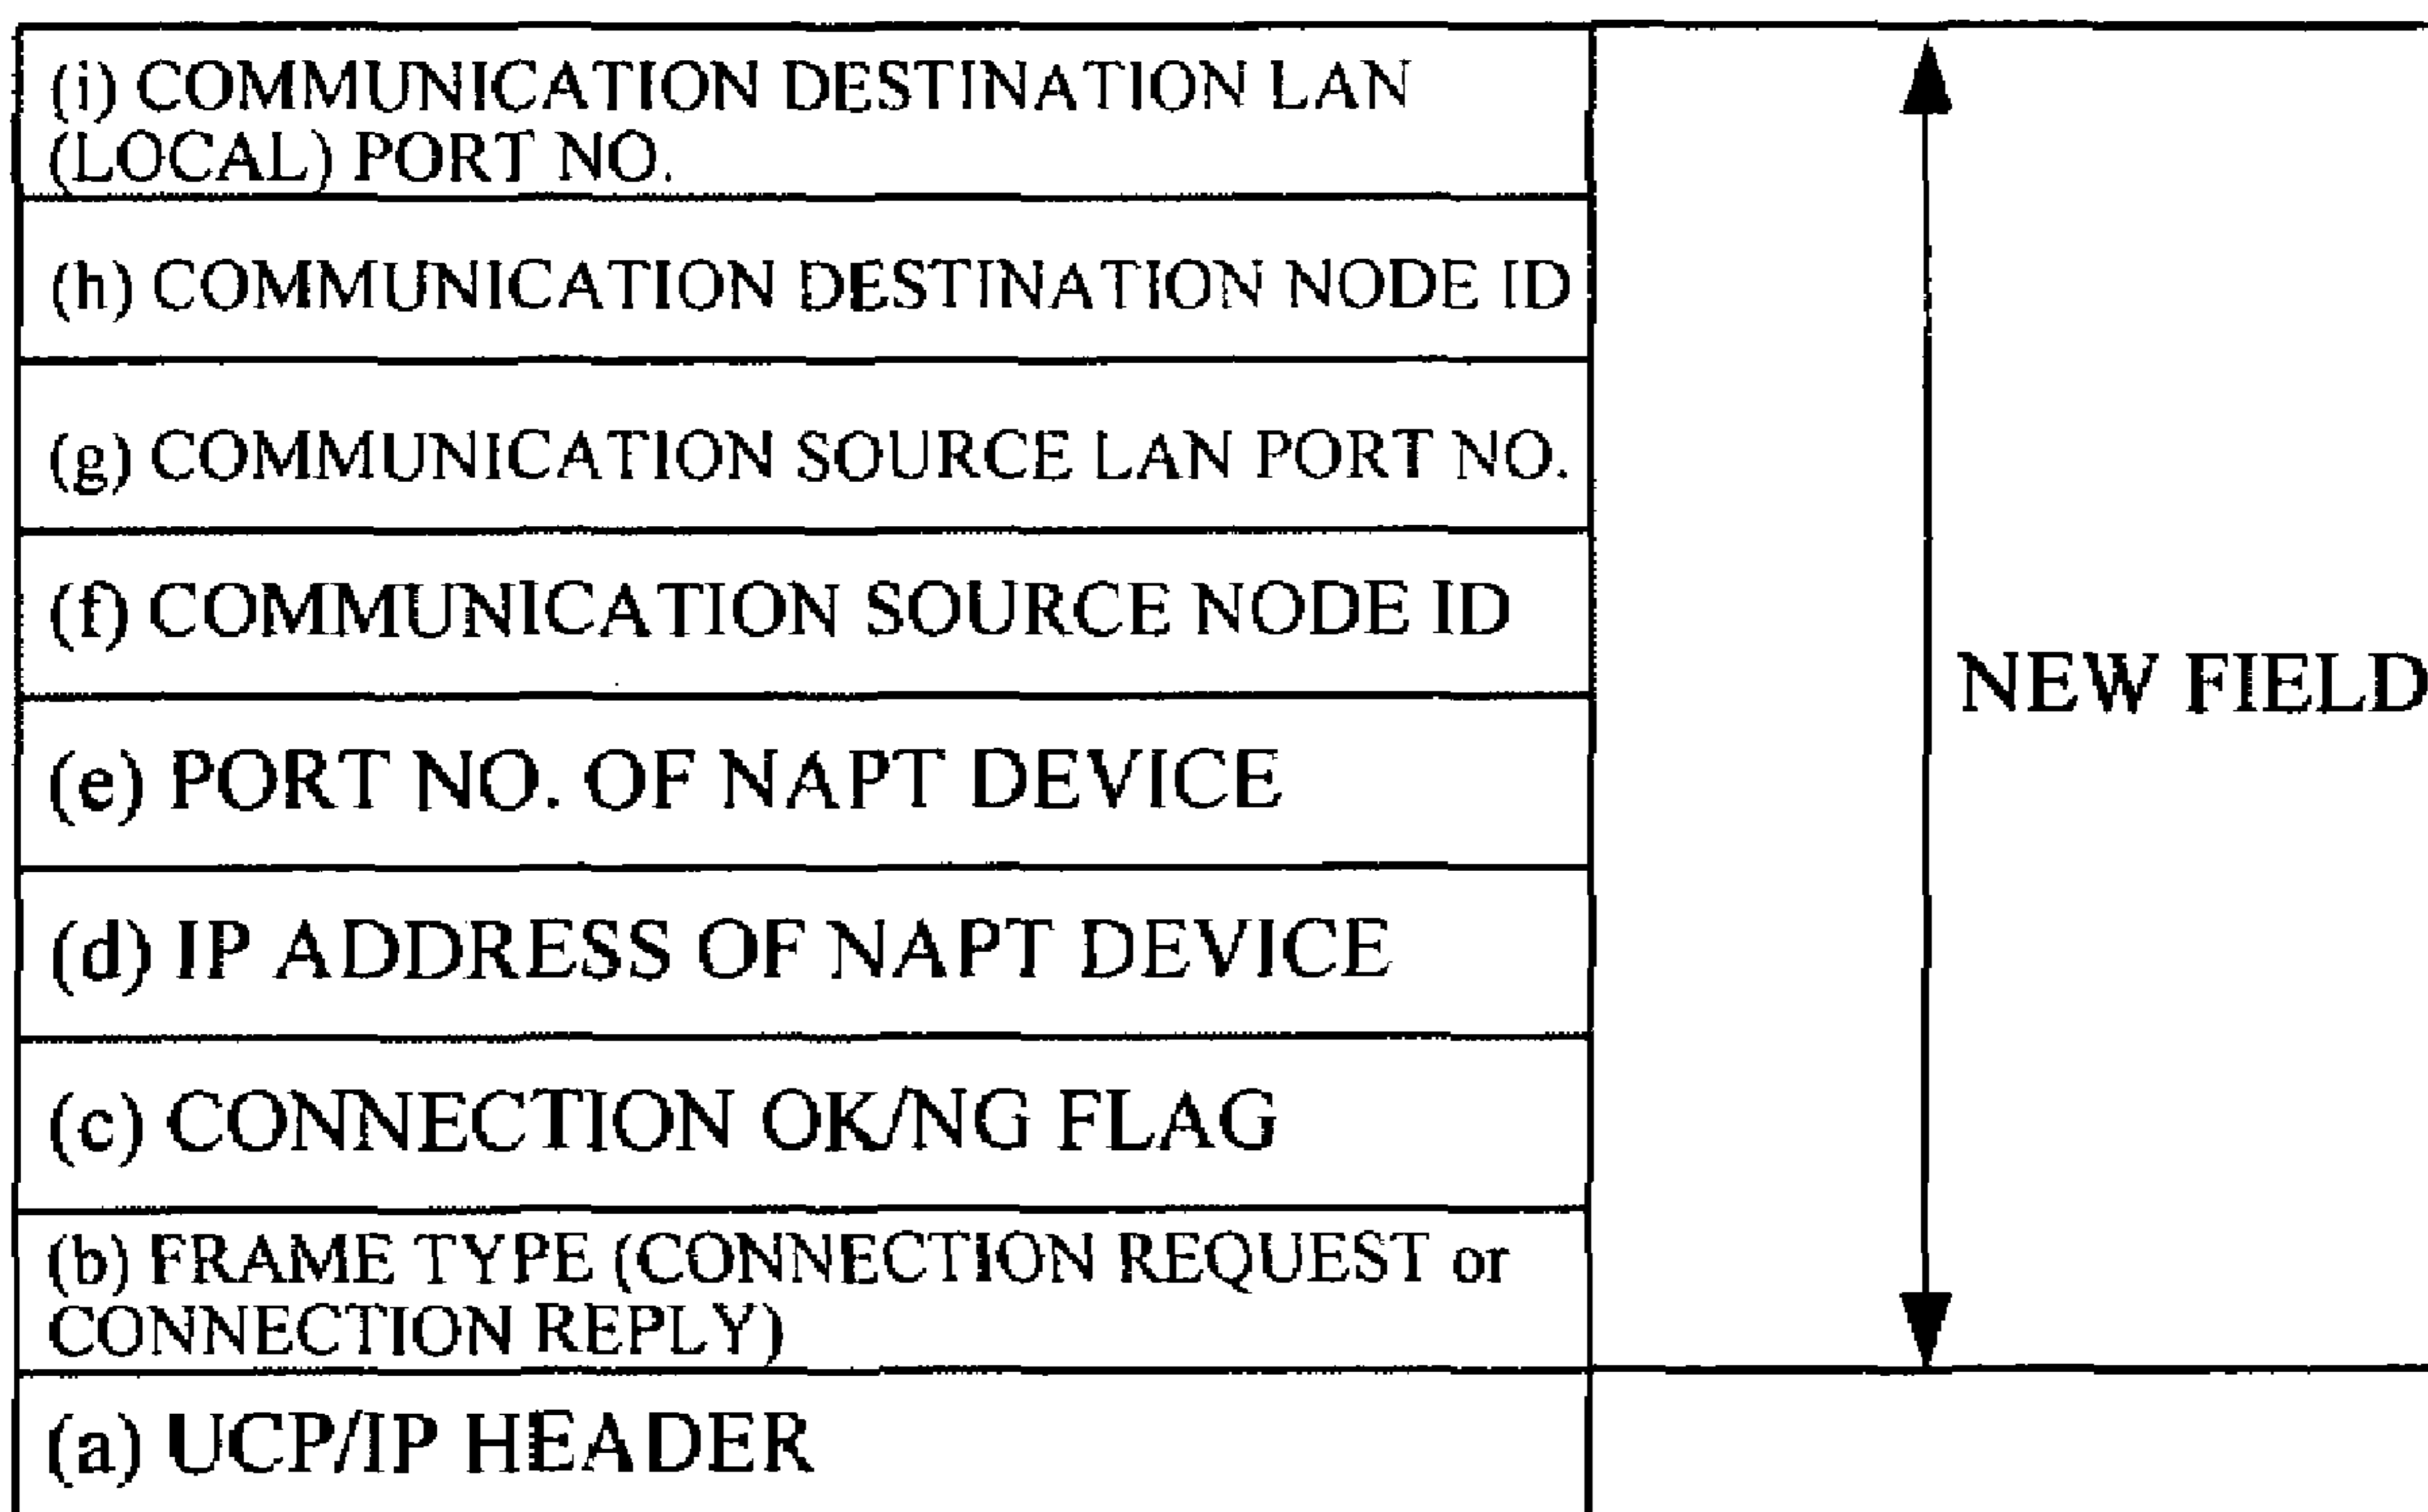 (i) COMMUNICATION DESTINATION LAN
(LOCAL) PORT NO.
(h) COMMUNICATION DESTINATION NODE ID
(g) COMMUNICATION SOURCE LAN PORT NO.
(f) COMMUNICATION SOURCE NODE ID
NEW FIELD
(e) PORT NO. OF NAPT DEVICE
(d) IP ADDRESS OF NAPT DEVICE
(c) CONNECTION OK/NG FLAG
(b) FRAME TYPE (CONNECTION REQUEST or
CONNECTION REPLY)
(a) UCP/IP HEADER